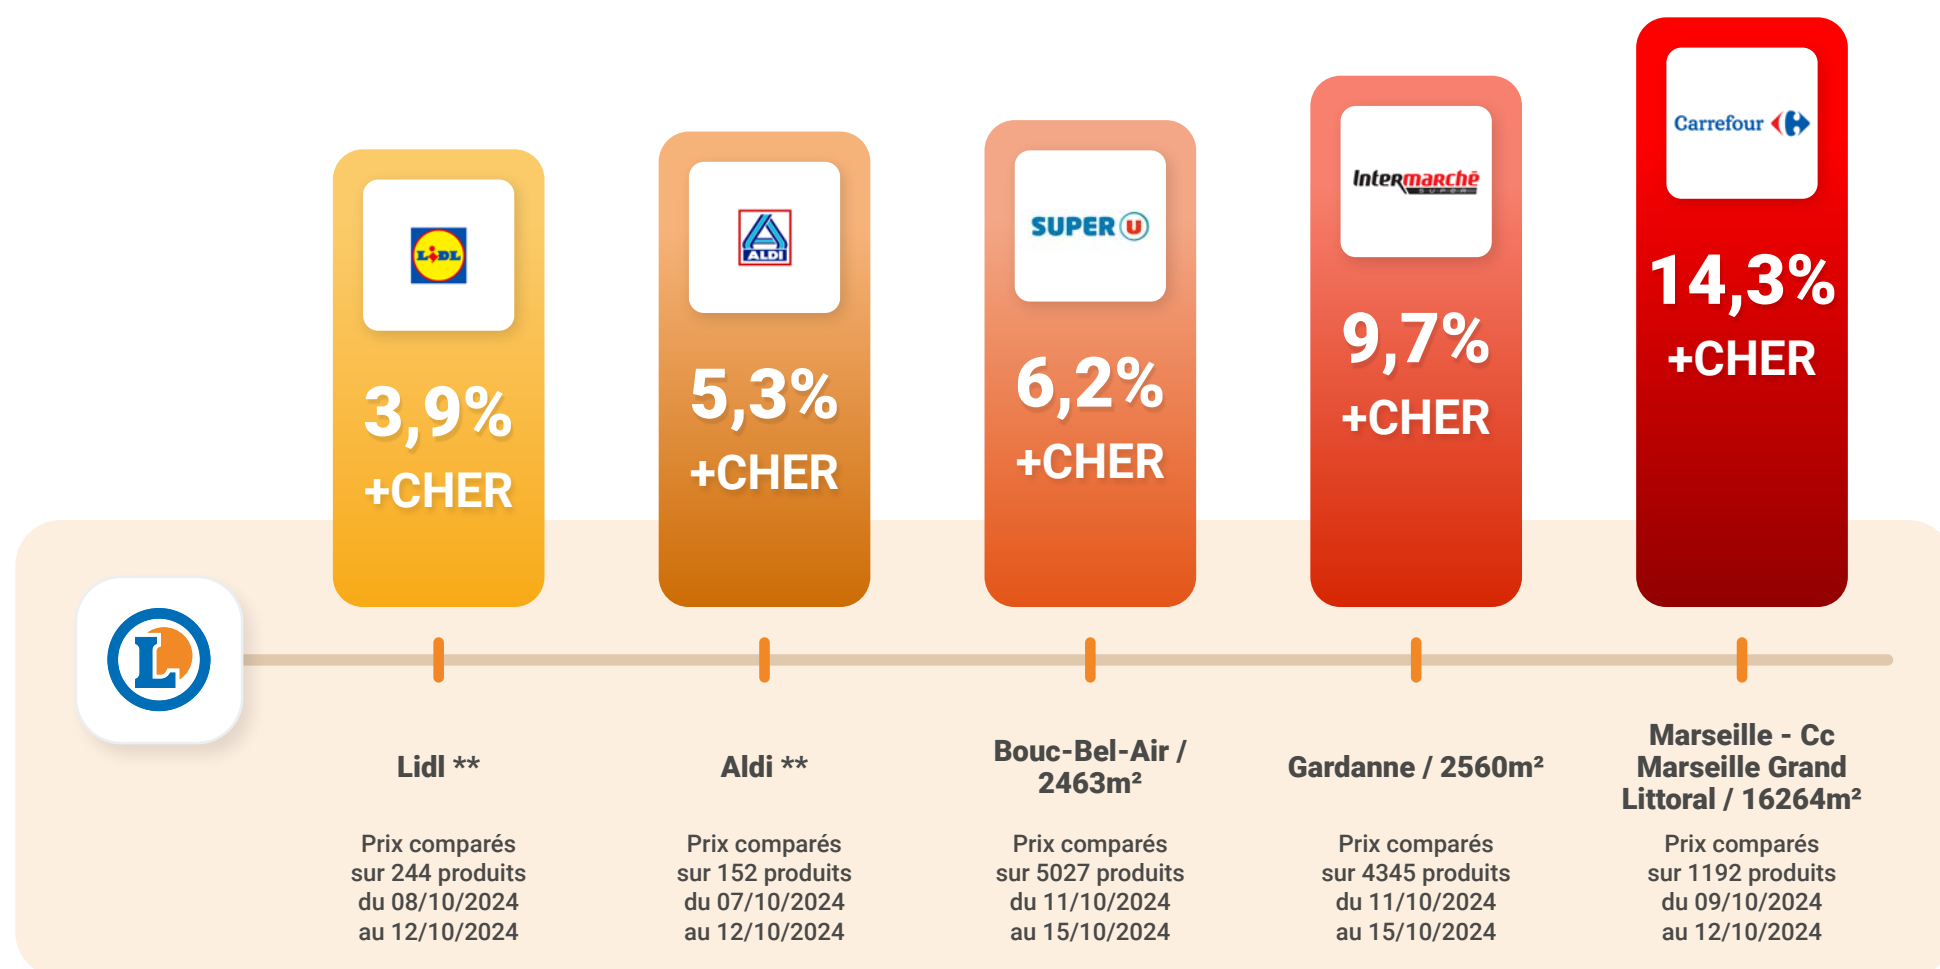 LIDL
3,9%
+CHER
ALDI
5,3%
+CHER
SUPER U
6,2%
+CHER
Intermarché
SUPER
9,7%
+CHER
Carrefour
14,3%
+CHER
L
Lidl **
Prix comparés
sur 244 produits
du 08/10/2024
au 12/10/2024
Aldi **
Prix comparés
sur 152 produits
du 07/10/2024
au 12/10/2024
Bouc-Bel-Air /
2463m²
Prix comparés
sur 5027 produits
du 11/10/2024
au 15/10/2024
Gardanne / 2560m²
Prix comparés
sur 4345 produits
du 11/10/2024
au 15/10/2024
Marseille - Cc
Marseille Grand
Littoral / 16264m²
Prix comparés
sur 1192 produits
du 09/10/2024
au 12/10/2024